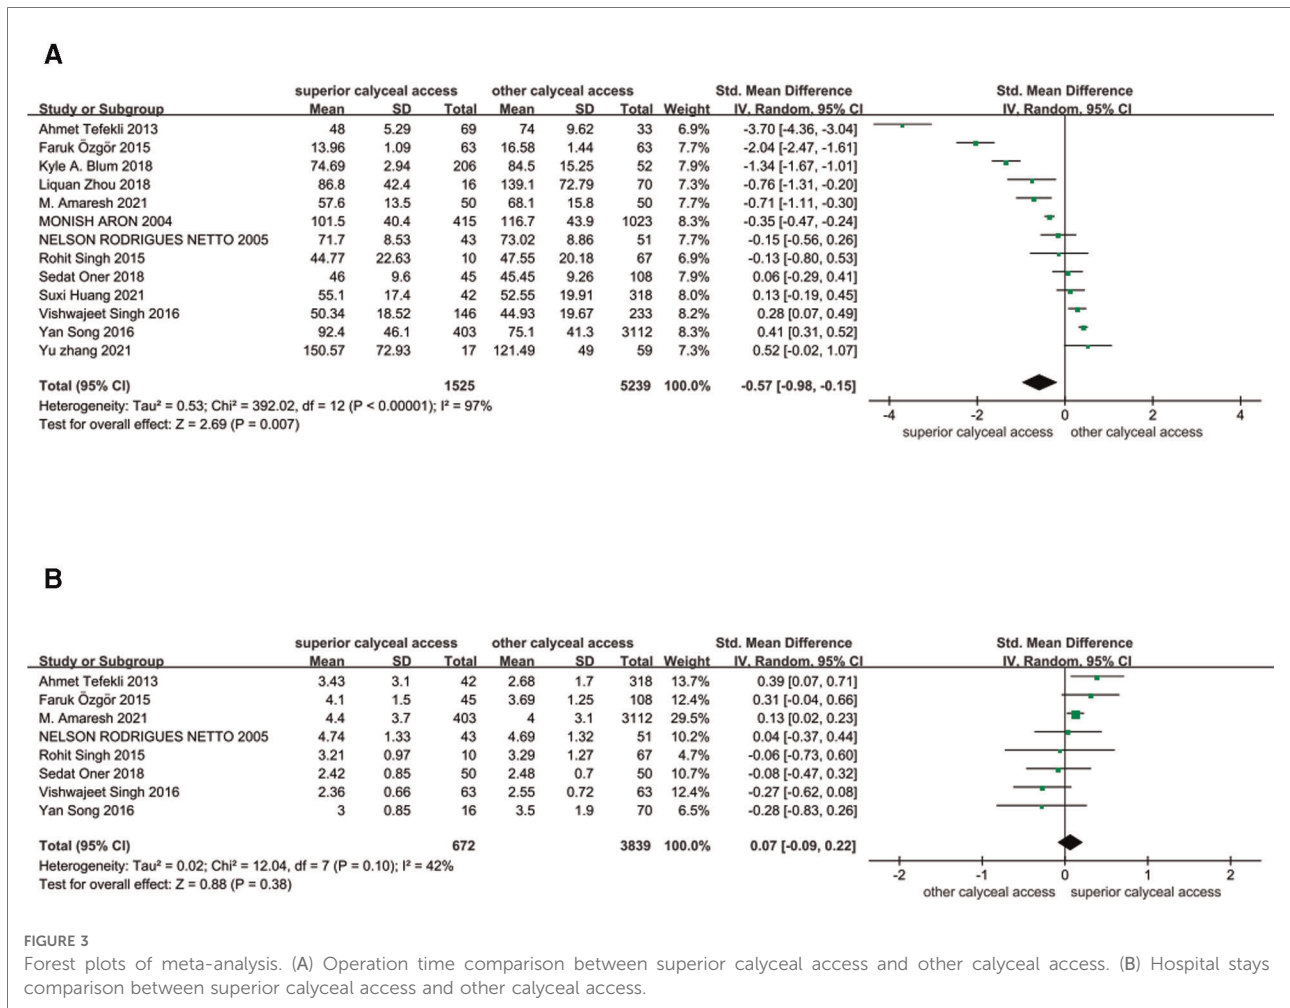 A
superior calyceal access other calyceal access Std. Mean Difference Std. Mean Difference
Study or Subgroup Mean SD Total Mean SD Total Weight IV, Random, 95% CI IV, Random, 95% CI
Ahmet Tefekli 2013 48 5.29 69 74 9.62 33 6.9% -3.70 [-4.36, -3.04]
Faruk Özgör 2015 13.96 1.09 63 16.58 1.44 63 7.7% -2.04 [-2.47, -1.61]
Kyle A. Blum 2018 74.69 2.94 206 84.5 15.25 52 7.9% -1.34 [-1.67, -1.01]
Liquan Zhou 2018 86.8 42.4 16 139.1 72.79 70 7.3% -0.76 [-1.31, -0.20]
M. Amaresh 2021 57.6 13.5 50 68.1 15.8 50 7.7% -0.71 [-1.11, -0.30]
MONISH ARON 2004 101.5 40.4 415 116.7 43.9 1023 8.3% -0.35 [-0.47, -0.24]
NELSON RODRIGUES NETTO 2005 71.7 8.53 43 73.02 8.86 51 7.7% -0.15 [-0.56, 0.26]
Rohit Singh 2015 44.77 22.63 10 47.55 20.18 67 6.9% -0.13 [-0.80, 0.53]
Sedat Oner 2018 46 9.6 45 45.45 9.26 108 7.9% 0.06 [-0.29, 0.41]
Suxi Huang 2021 55.1 17.4 42 52.55 19.91 318 8.0% 0.13 [-0.19, 0.45]
Vishwajeet Singh 2016 50.34 18.52 146 44.93 19.67 233 8.2% 0.28 [0.07, 0.49]
Yan Song 2016 92.4 46.1 403 75.1 41.3 3112 8.3% 0.41 [0.31, 0.52]
Yu zhang 2021 150.57 72.93 17 121.49 49 59 7.3% 0.52 [-0.02, 1.07]
Total (95% CI) 1525 5239 100.0% -0.57 [-0.98, -0.15]
Heterogeneity: Tau² = 0.53; Chi² = 392.02, df = 12 (P < 0.00001); I² = 97%
Test for overall effect: Z = 2.69 (P = 0.007)
-4 -2 0 2 4
superior calyceal access other calyceal access
B
superior calyceal access other calyceal access Std. Mean Difference Std. Mean Difference
Study or Subgroup Mean SD Total Mean SD Total Weight IV, Random, 95% CI IV, Random, 95% CI
Ahmet Tefekli 2013 3.43 3.1 42 2.68 1.7 318 13.7% 0.39 [0.07, 0.71]
Faruk Özgör 2015 4.1 1.5 45 3.69 1.25 108 12.4% 0.31 [-0.04, 0.66]
M. Amaresh 2021 4.4 3.7 403 4 3.1 3112 29.5% 0.13 [0.02, 0.23]
NELSON RODRIGUES NETTO 2005 4.74 1.33 43 4.69 1.32 51 10.2% 0.04 [-0.37, 0.44]
Rohit Singh 2015 3.21 0.97 10 3.29 1.27 67 4.7% -0.06 [-0.73, 0.60]
Sedat Oner 2018 2.42 0.85 50 2.48 0.7 50 10.7% -0.08 [-0.47, 0.32]
Vishwajeet Singh 2016 2.36 0.66 63 2.55 0.72 63 12.4% -0.27 [-0.62, 0.08]
Yan Song 2016 3 0.85 16 3.5 1.9 70 6.5% -0.28 [-0.83, 0.26]
Total (95% CI) 672 3839 100.0% 0.07 [-0.09, 0.22]
Heterogeneity: Tau² = 0.02; Chi² = 12.04, df = 7 (P = 0.10); I² = 42%
Test for overall effect: Z = 0.88 (P = 0.38)
-2 -1 0 1 2
other calyceal access superior calyceal access
FIGURE 3
Forest plots of meta-analysis. (A) Operation time comparison between superior calyceal access and other calyceal access. (B) Hospital stays
comparison between superior calyceal access and other calyceal access.